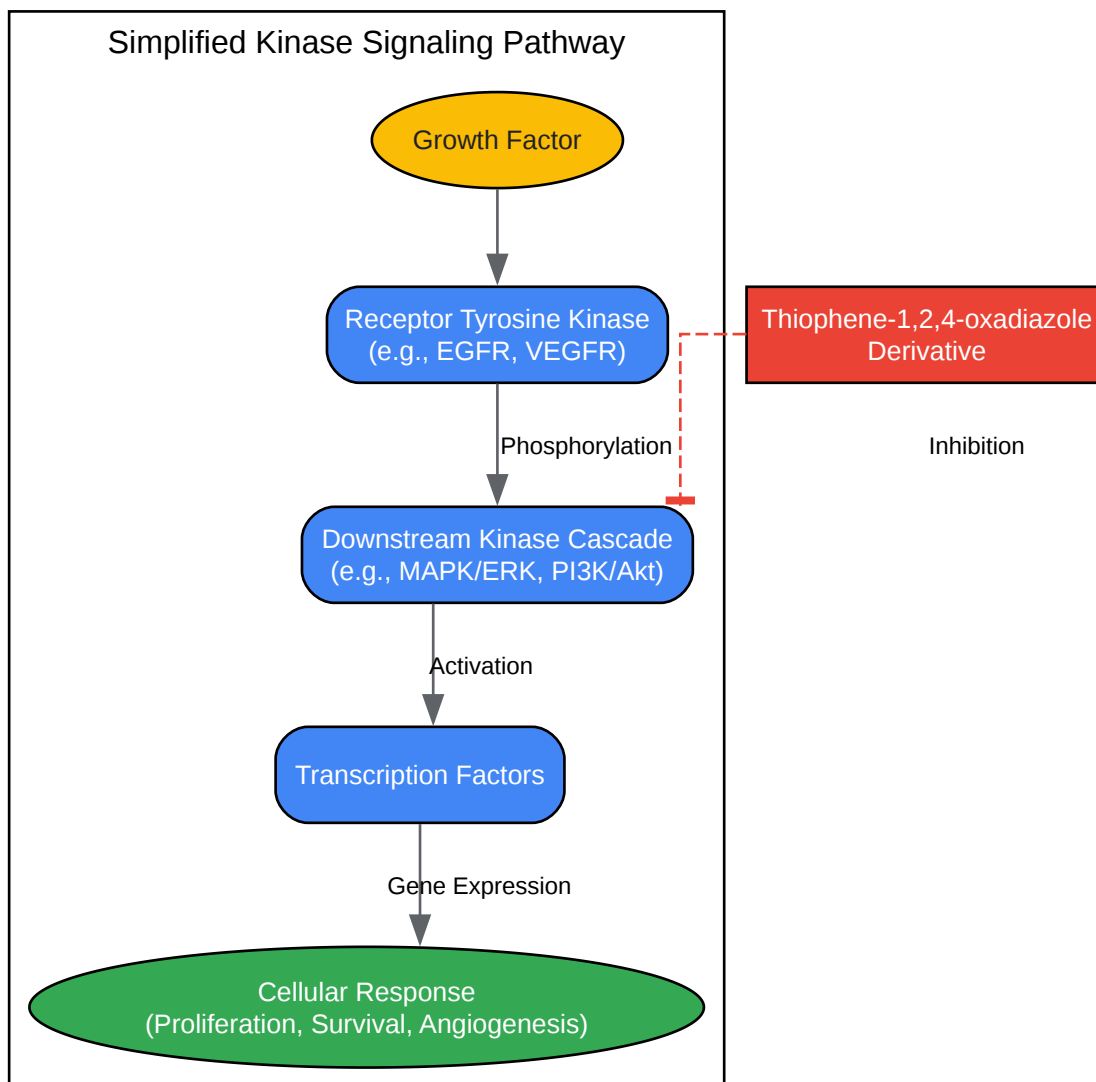 Simplified Kinase Signaling Pathway
Growth Factor
Receptor Tyrosine Kinase
(e.g., EGFR, VEGFR)
Thiophene-1,2,4-oxadiazole
Derivative
Phosphorylation
Inhibition
Downstream Kinase Cascade
(e.g., MAPK/ERK, PI3K/Akt)
Activation
Transcription Factors
Gene Expression
Cellular Response
(Proliferation, Survival, Angiogenesis)